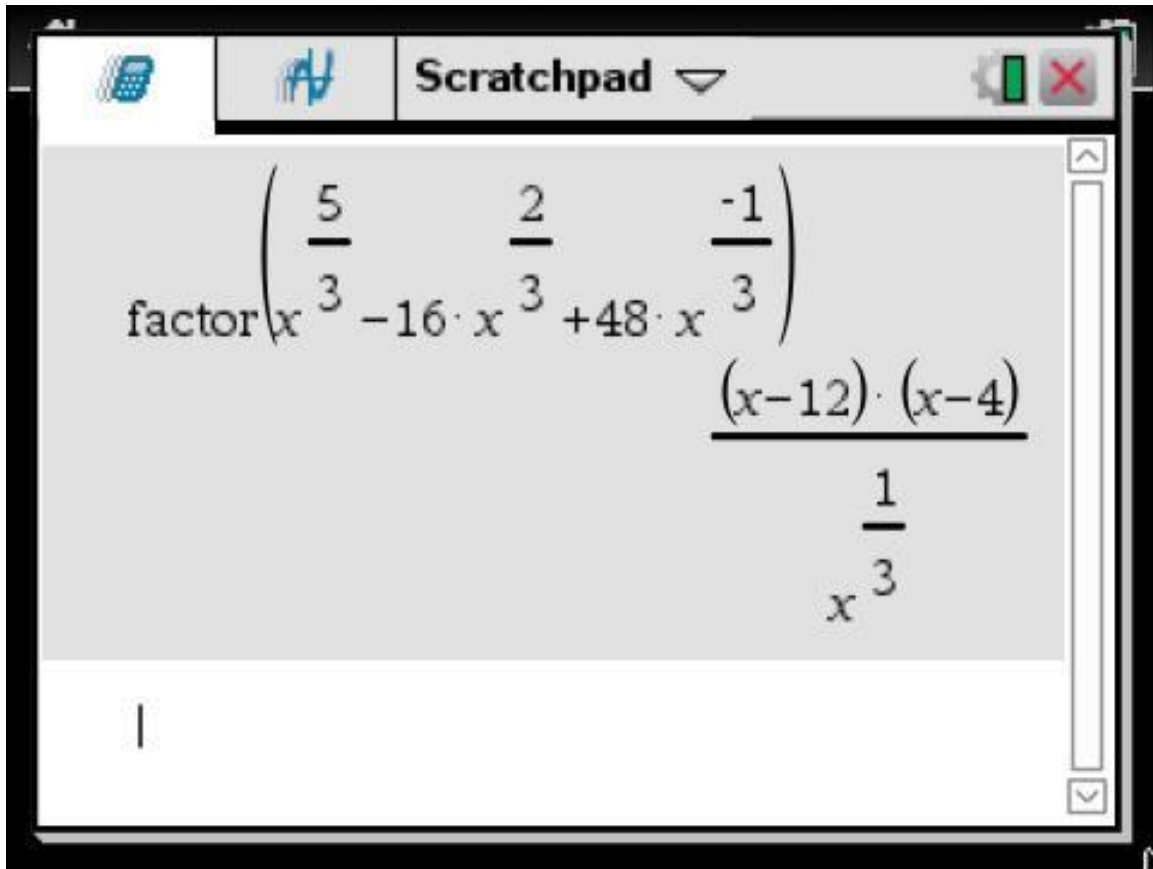 Scratchpad
factor(x^(5/3) −16·x^(2/3) +48·x^(-1/3))
(x−12)·(x−4)
x^(1/3)